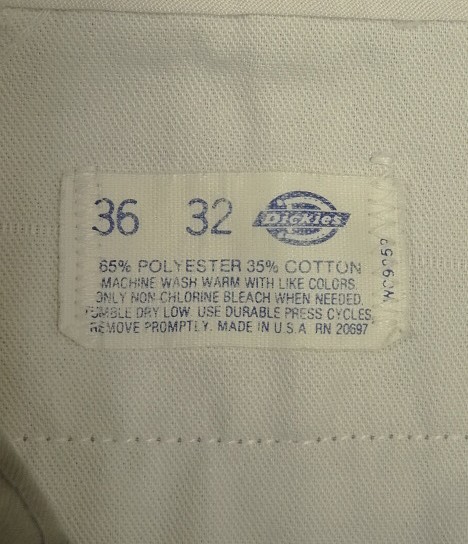 36 32 Dickies
65% POLYESTER 35% COTTON
MACHINE WASH WARM WITH LIKE COLORS.
ONLY NON-CHLORINE BLEACH WHEN NEEDED.
TUMBLE DRY LOW. USE DURABLE PRESS CYCLES
REMOVE PROMPTLY. MADE IN U.S.A. RN 20697